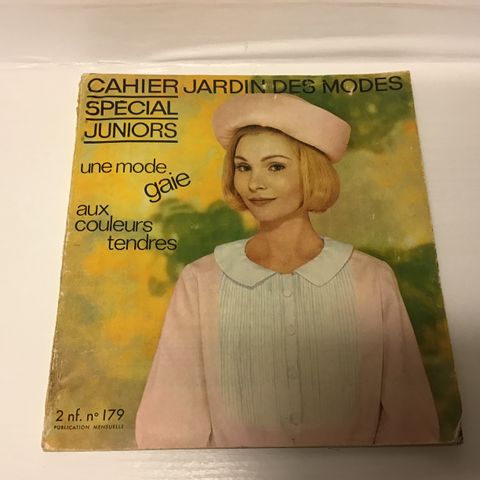 CAHIER JARDIN DES MODES
SPÉCIAL
JUNIORS
une mode
gaie
aux
couleurs
tendres
2 nf. n° 179
PUBLICATION MENSUELLE